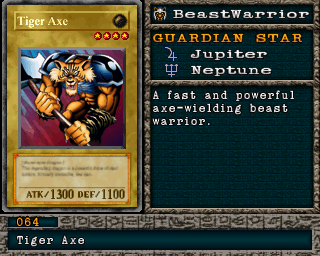 Tiger Axe
BeastWarrior
GUARDIAN STAR
Jupiter
Neptune
A fast and powerful
axe-wielding beast
warrior.
ATK/1300 DEF/1100
064
Tiger Axe